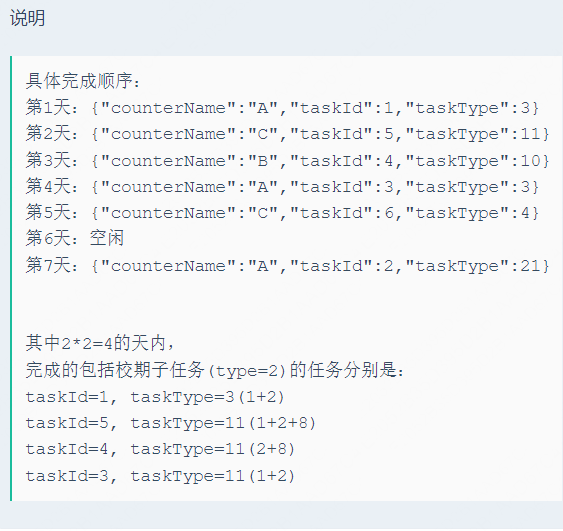 说明
具体完成顺序：
第1天：{"counterName":"A","taskId":1,"taskType":3}
第2天：{"counterName":"C","taskId":5,"taskType":11}
第3天：{"counterName":"B","taskId":4,"taskType":10}
第4天：{"counterName":"A","taskId":3,"taskType":3}
第5天：{"counterName":"C","taskId":6,"taskType":4}
第6天：空闲
第7天：{"counterName":"A","taskId":2,"taskType":21}
其中2*2=4的天内，
完成的包括校期子任务(type=2)的任务分别是：
taskId=1, taskType=3(1+2)
taskId=5, taskType=11(1+2+8)
taskId=4, taskType=11(2+8)
taskId=3, taskType=11(1+2)